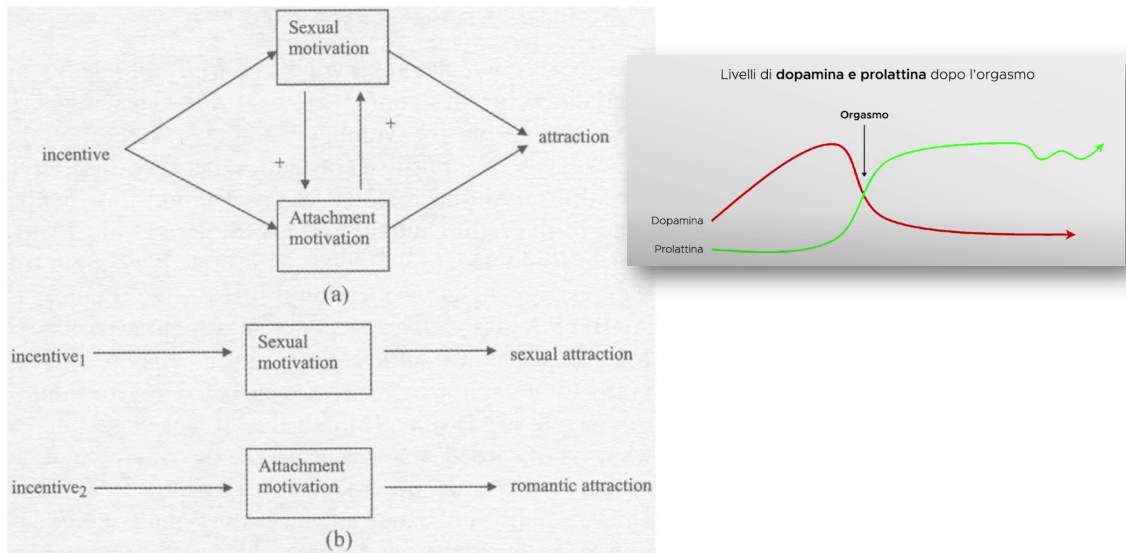 Sexual
motivation
incentive
+
+
attraction
Attachment
motivation
(a)
incentive1
Sexual
motivation
sexual attraction
incentive2
Attachment
motivation
romantic attraction
(b)
Livelli di dopamina e prolattina dopo l'orgasmo
Orgasmo
Dopamina
Prolattina